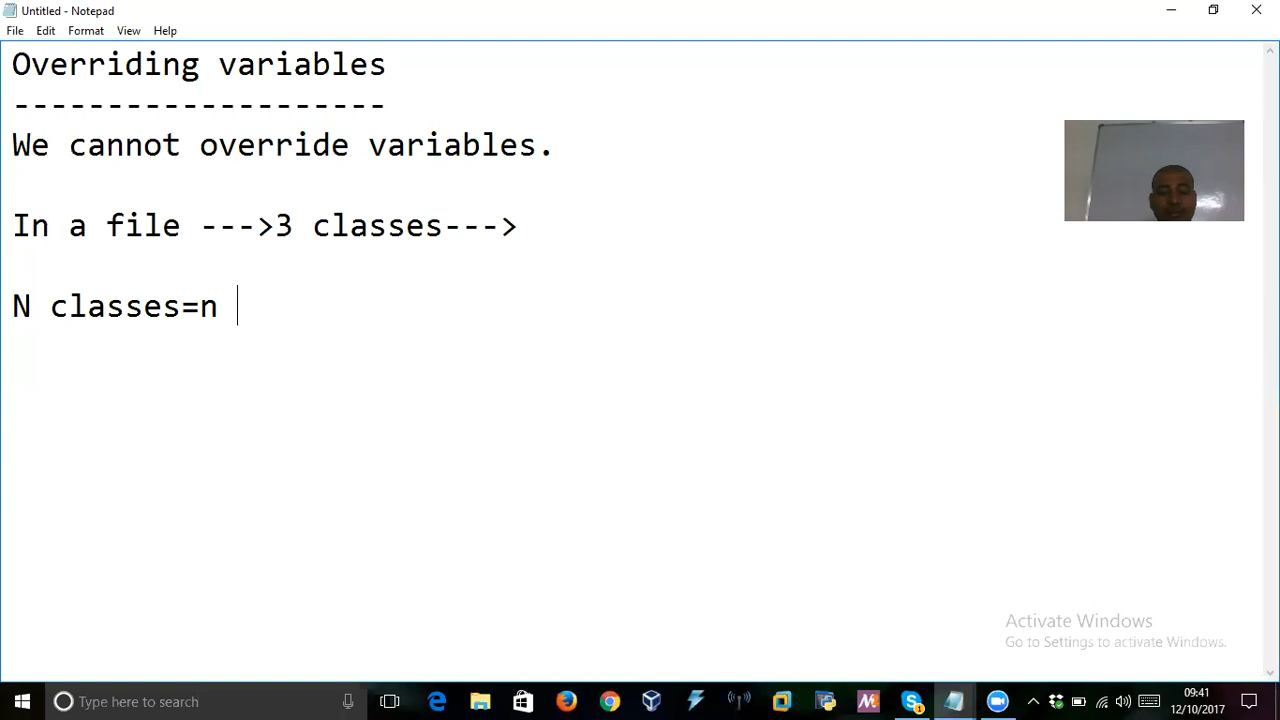 Untitled - Notepad
File Edit Format View Help
Overriding variables
--------------------
We cannot override variables.
In a file --->3 classes--->
N classes=n
Activate Windows
Go to Settings to activate Windows.
Type here to search
09:41
12/10/2017